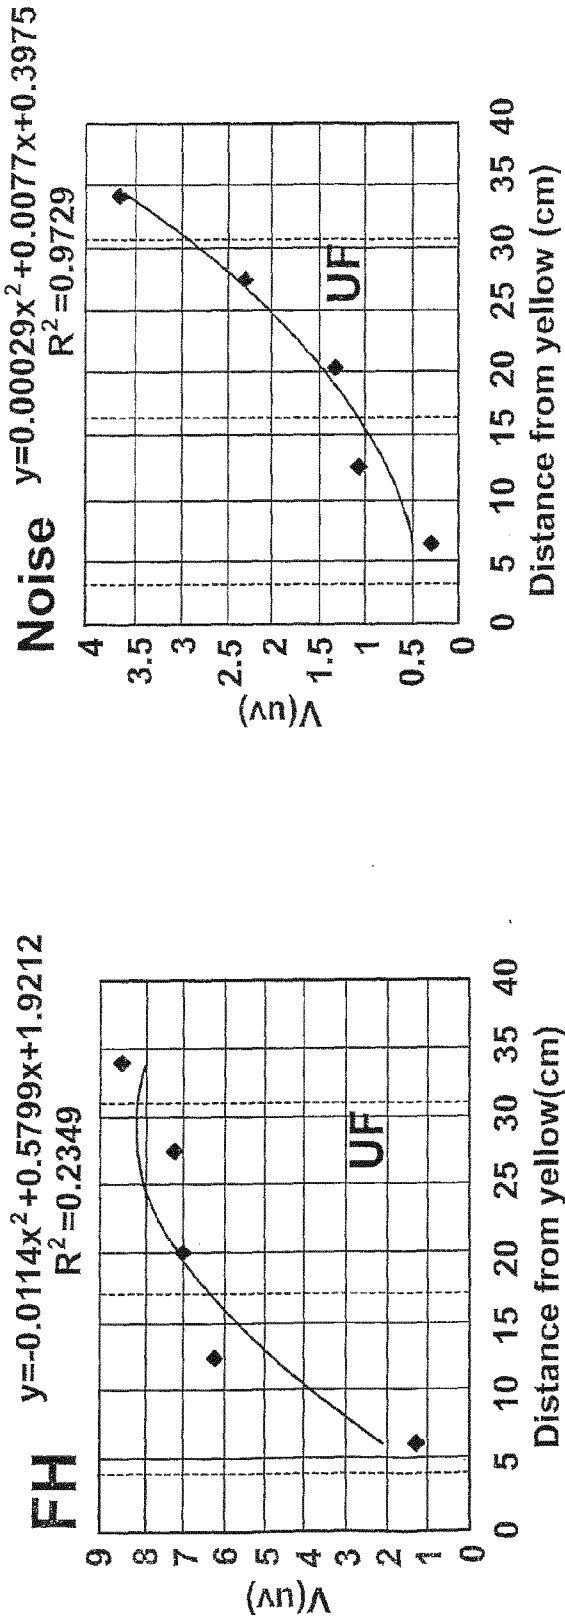 FH
y=-0.0114x²+0.5799x+1.9212
R²=0.2349
9
8
7
6
5
4
3
2
1
0
V(uv)
UF
0 5 10 15 20 25 30 35 40
Distance from yellow(cm)
Noise
y=0.00029x²+0.0077x+0.3975
R²=0.9729
4
3.5
3
2.5
2
1.5
1
0.5
0
V(uv)
UF
0 5 10 15 20 25 30 35 40
Distance from yellow (cm)